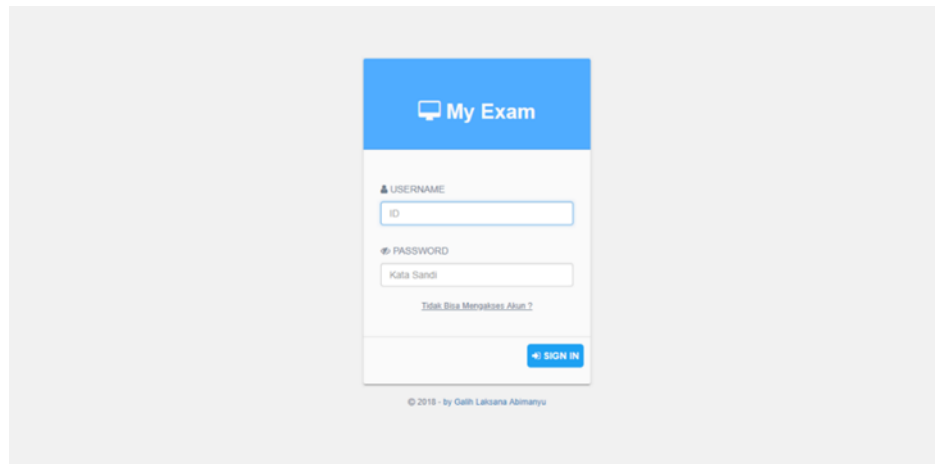 My Exam
USERNAME
ID
PASSWORD
Kata Sandi
Tidak Bisa Mengakses Akun ?
SIGN IN
© 2018 - by Galih Laksana Abimanyu